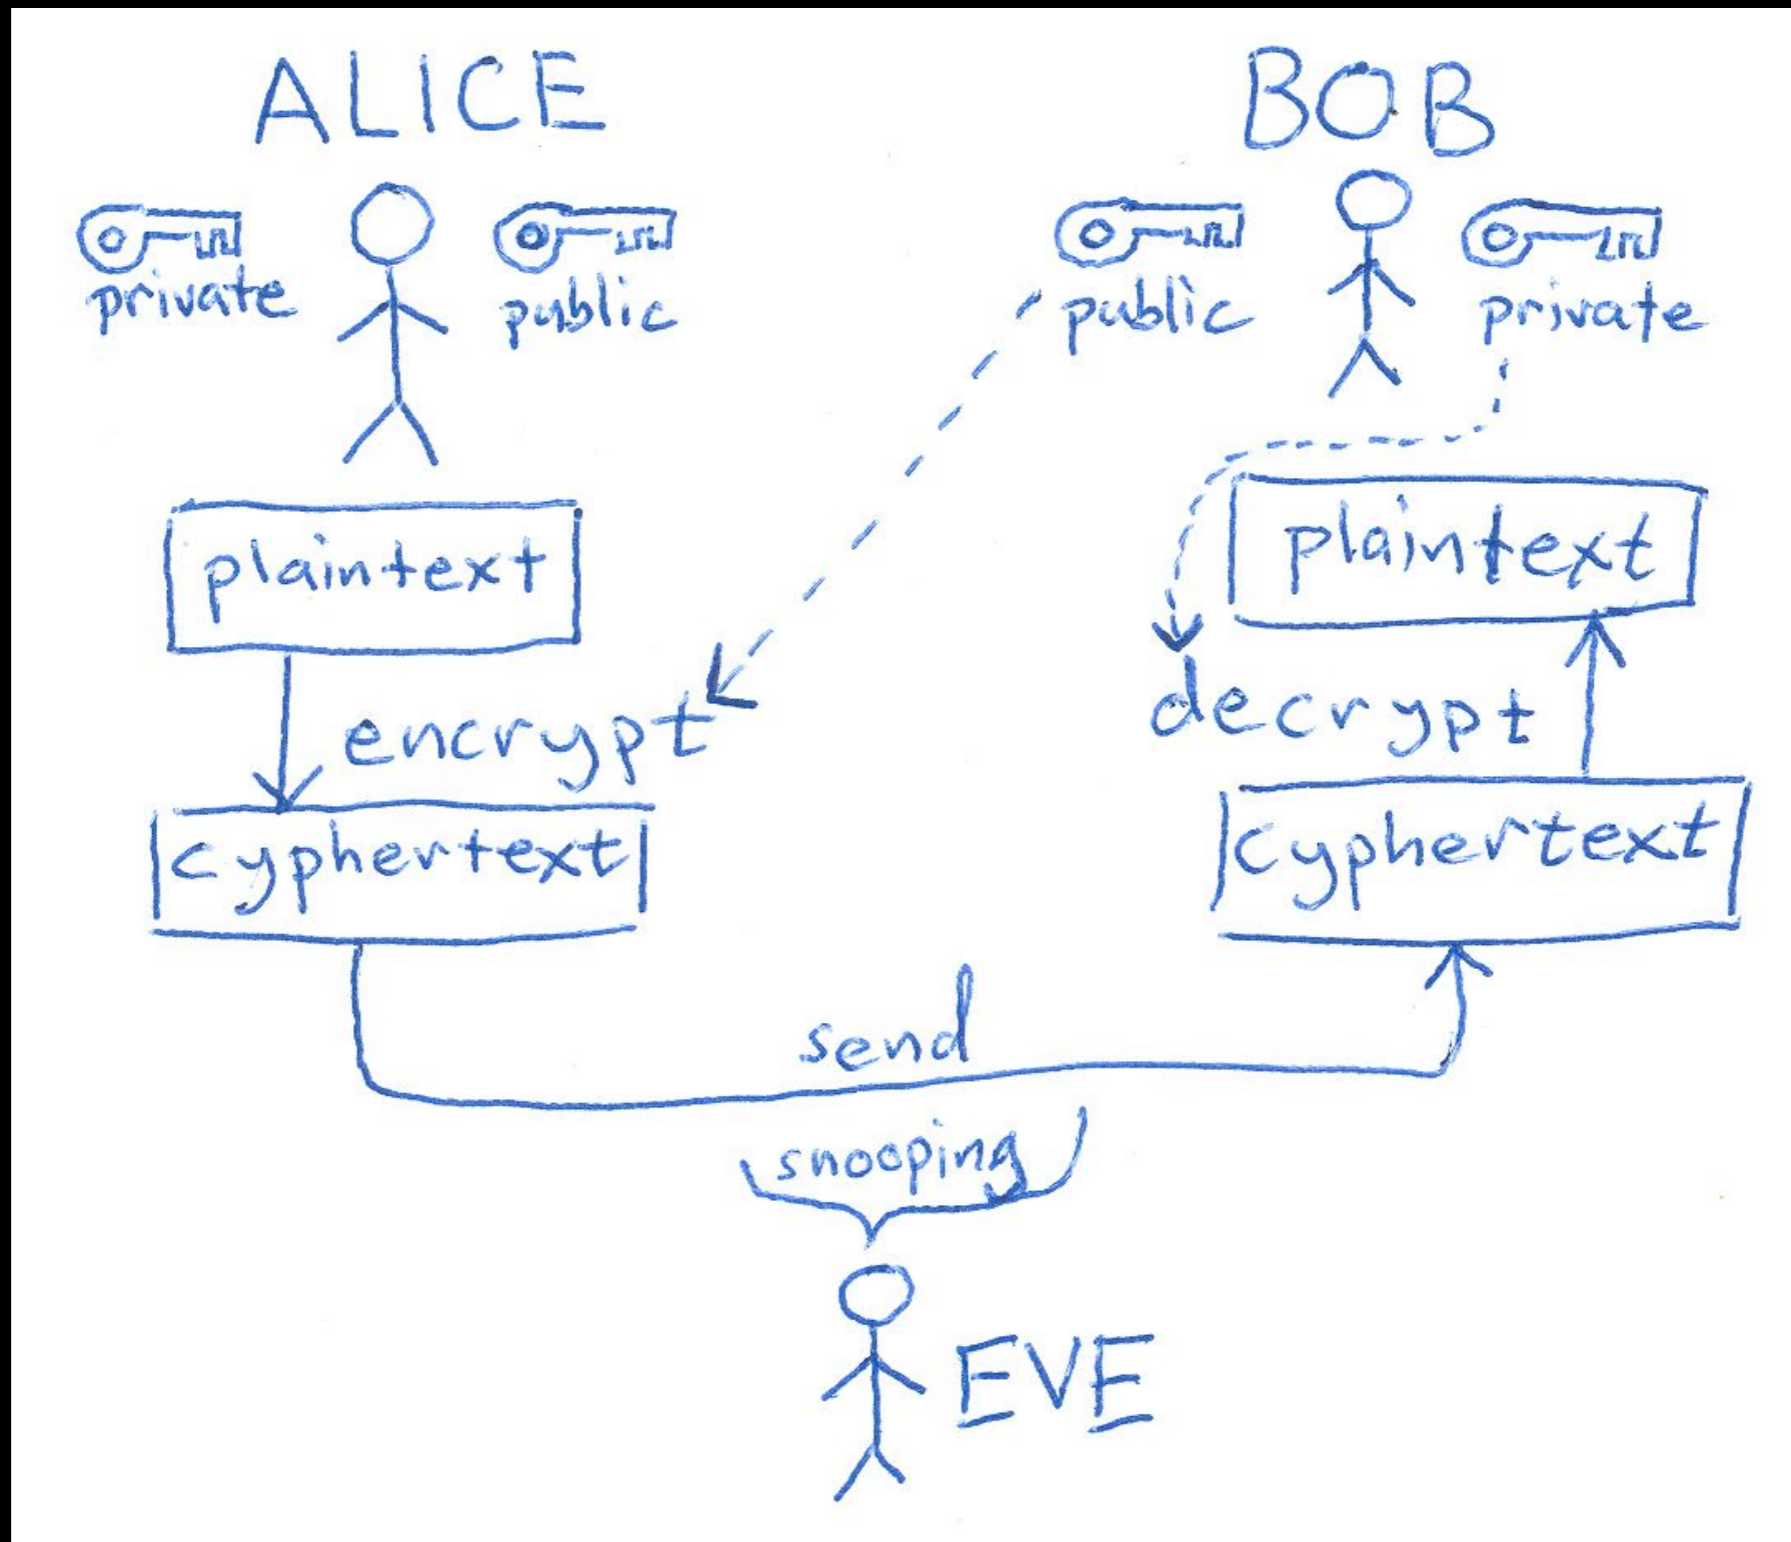 ALICE
BOB
private
public
public
private
plaintext
plaintext
encrypt
decrypt
cyphertext
cyphertext
send
snooping
EVE